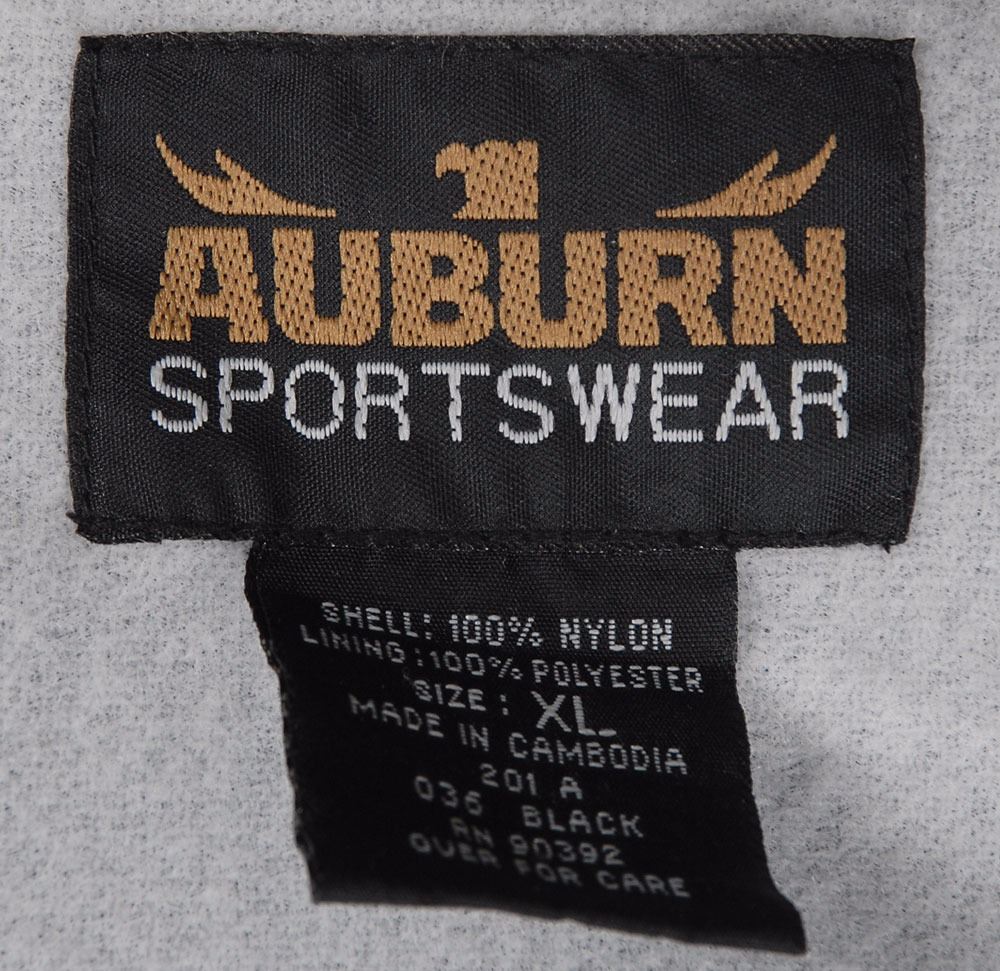 AUBURN
SPORTSWEAR
SHELL: 100% NYLON
LINING: 100% POLYESTER
SIZE: XL
MADE IN CAMBODIA
201 A
036 BLACK
RN 90392
OVER FOR CARE